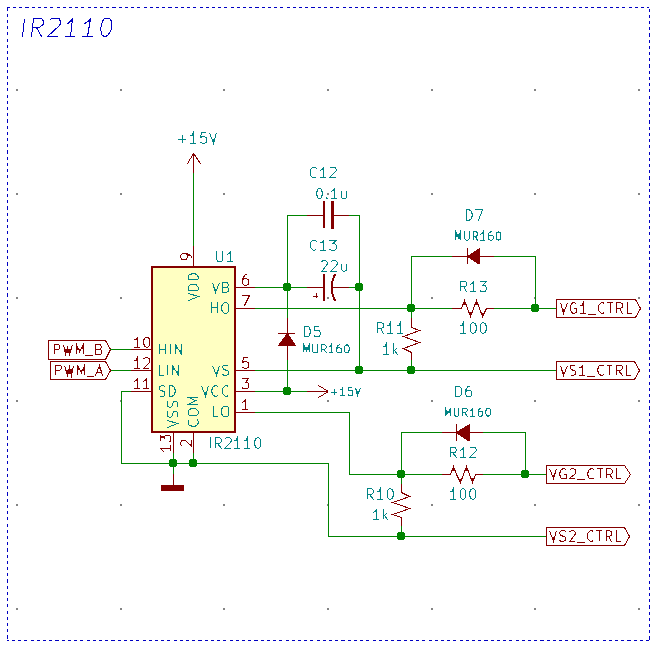 IR2110
+15V
C12
0.1u
C13
22u
+
D7
MUR160
R13
100
VG1_CTRL
U1
9
VDD
VB 6
HO 7
D5
MUR160
R11
1k
PWM_B 10 HIN
PWM_A 12 LIN
11 SD
VS 5
VS1_CTRL
VCC 3
+15V
LO 1
VSS
COM
13
2
IR2110
D6
MUR160
R12
100
VG2_CTRL
R10
1k
VS2_CTRL